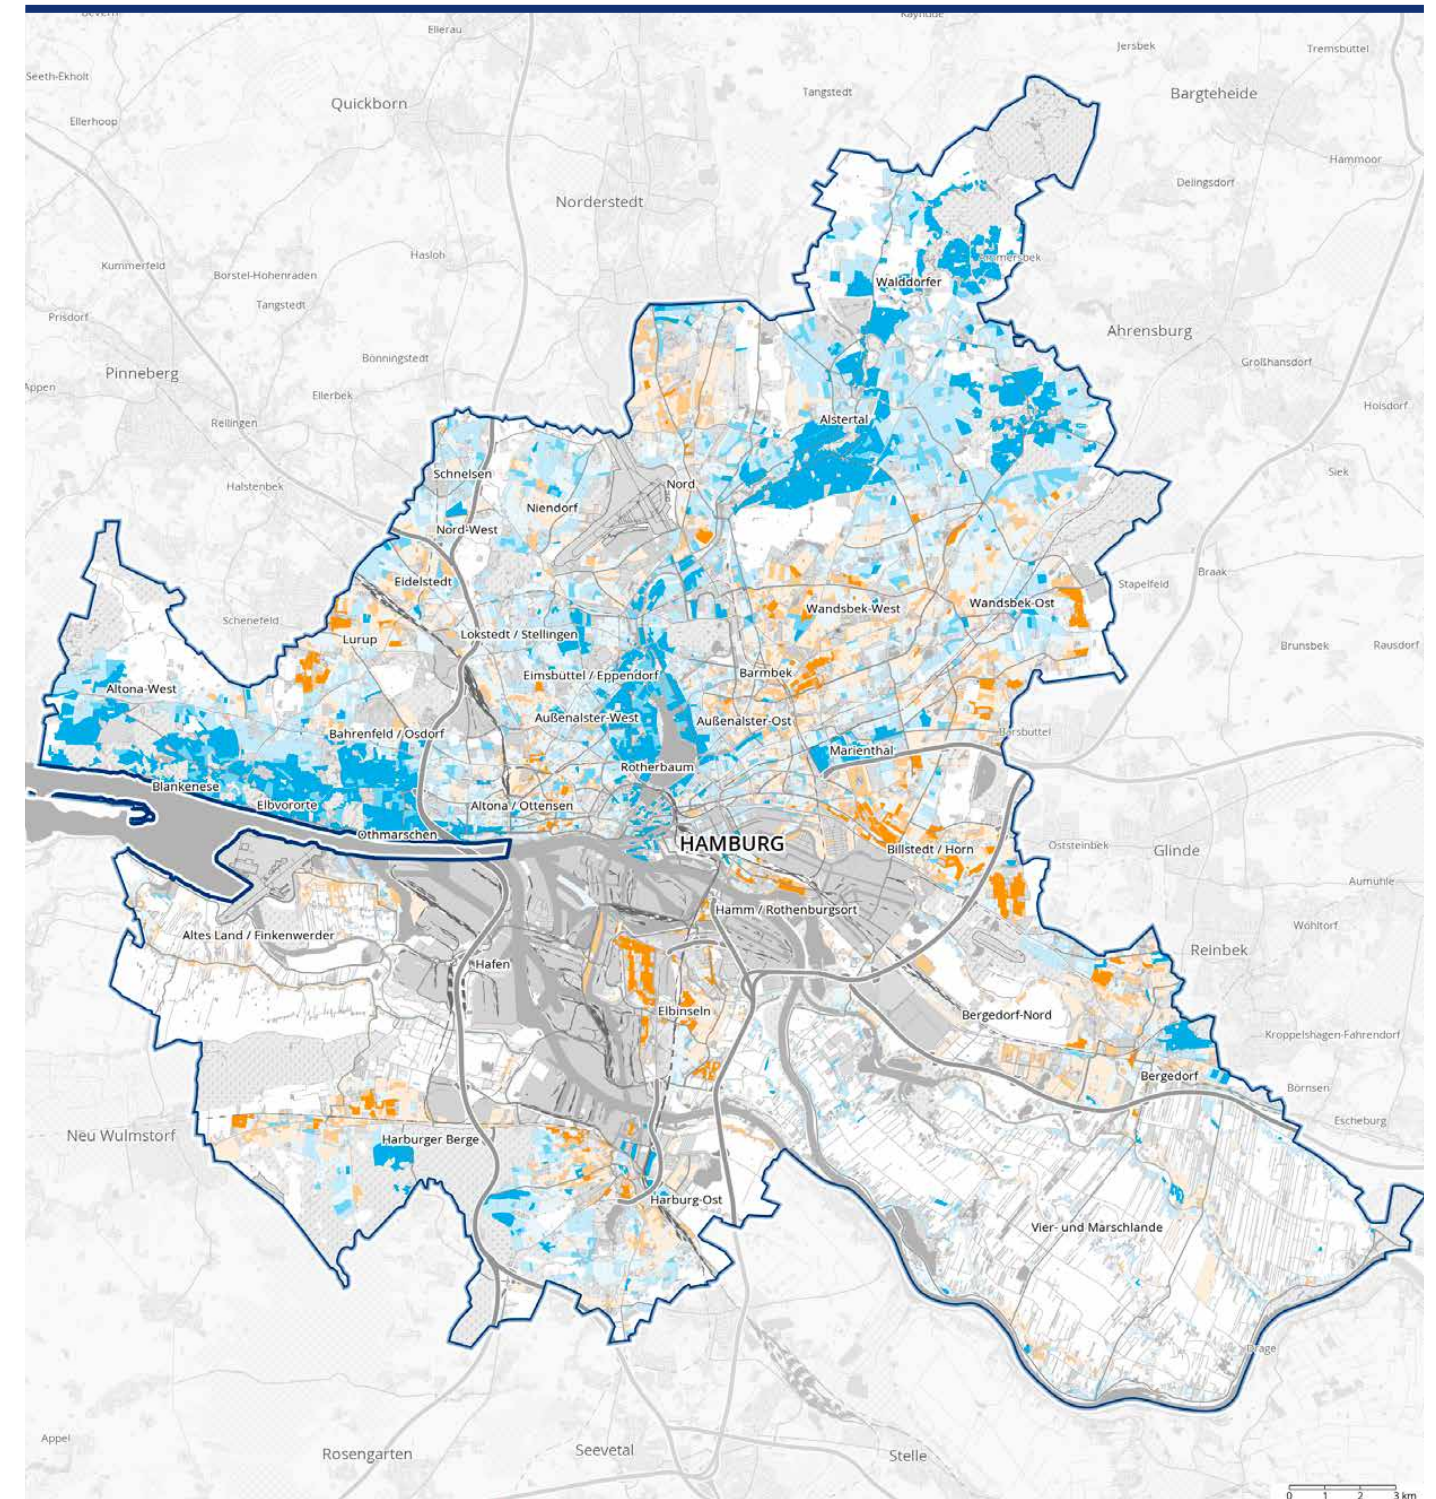 Ellerau
Kayhude
Jersbek
Tremsbüttel
Seeth-Ekholt
Quickborn
Tangstedt
Bargteheide
Ellerhoop
Hammoor
Delingsdorf
Norderstedt
Hasloh
Kummerfeld
Borstel-Hohenraden
Ammersbek
Walddörfer
Tangstedt
Prisdorf
Ahrensburg
Bönningstedt
Großhansdorf
Pinneberg
Appen
Ellerbek
Hoisdorf
Alstertal
Rellingen
Schnelsen
Siek
Halstenbek
Nord
Niendorf
Nord-West
Braak
Eidelstedt
Stapelfeld
Wandsbek-West
Wandsbek-Ost
Schenefeld
Lurup
Lokstedt / Stellingen
Brunsbek
Rausdorf
Eimsbüttel / Eppendorf
Barmbek
Altona-West
Außenalster-West
Außenalster-Ost
Bahrenfeld / Osdorf
Barsbüttel
Marienthal
Rotherbaum
Blankenese
Elbvororte
Altona / Ottensen
Othmarschen
HAMBURG
Billstedt / Horn
Oststeinbek
Glinde
Aumühle
Hamm / Rothenburgsort
Wohltorf
Altes Land / Finkenwerder
Reinbek
Hafen
Elbinseln
Bergedorf-Nord
Kröppelshagen-Fahrendorf
Bergedorf
Börnsen
Escheburg
Neu Wulmstorf
Harburger Berge
Harburg-Ost
Vier- und Marschlande
Drage
Appel
Rosengarten
Seevetal
Stelle
0 1 2 3 km